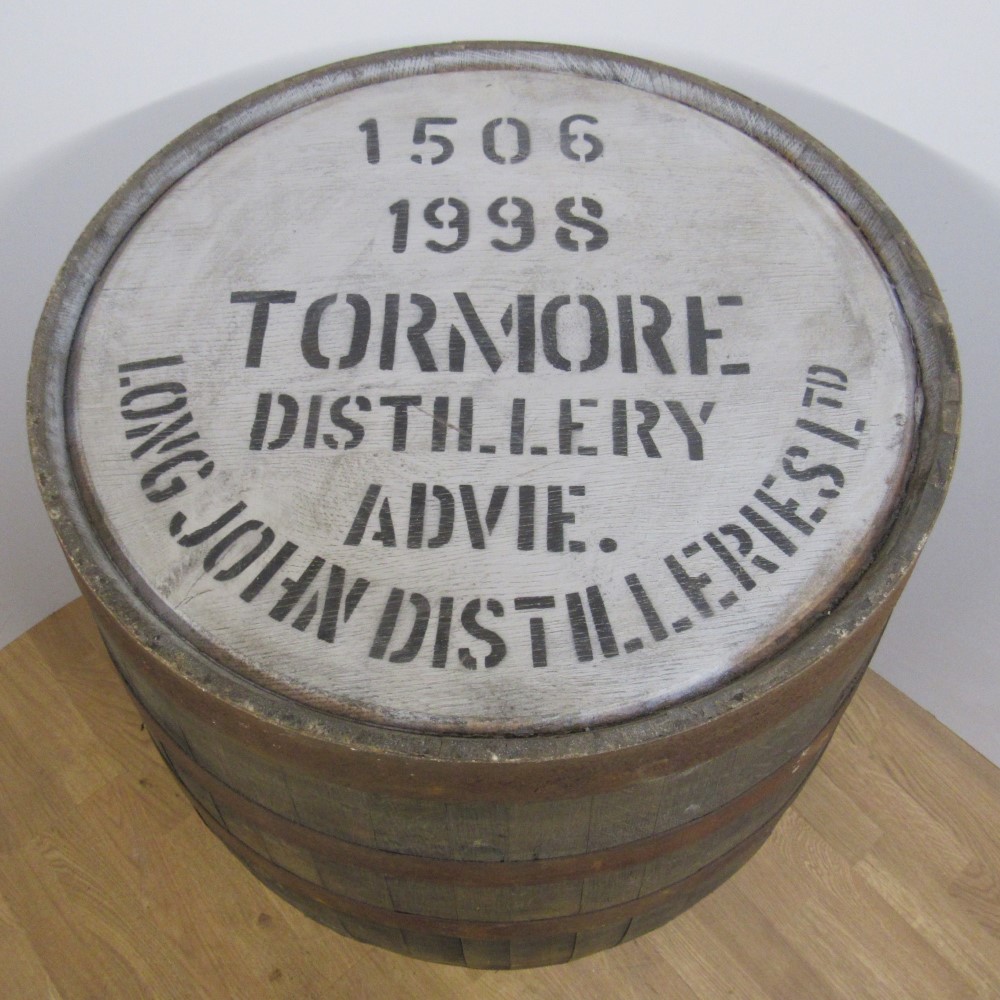 1506
1998
TORMORE
DISTILLERY
ADVIE.
LONG JOHN DISTILLERIES LTD